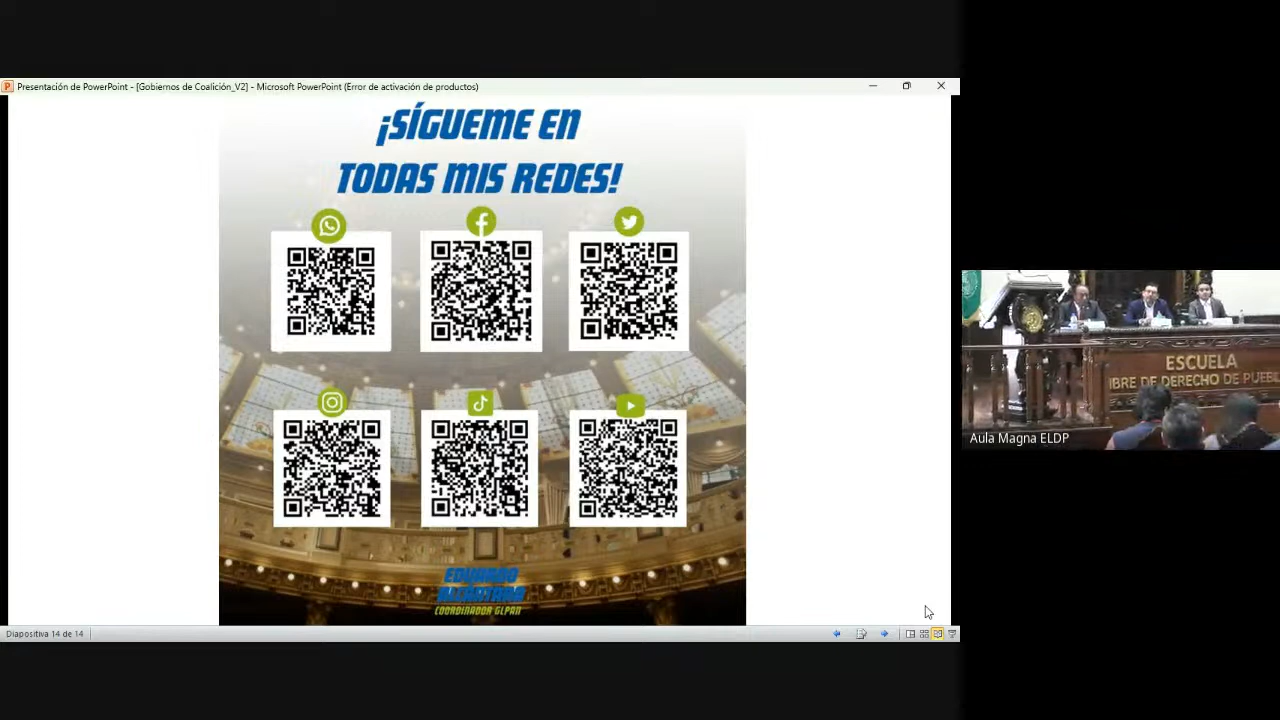 Presentación de PowerPoint - [Gobiernos de Coalición_V2] - Microsoft PowerPoint (Error de activación de productos)
¡SÍGUEME EN
TODAS MIS REDES!
EDUARDO
ALCÁNTARA
COORDINADOR GLPAN
Diapositiva 14 de 14
ESCUELA
IBRE DE DERECHO DE PUEBL
Aula Magna ELDP